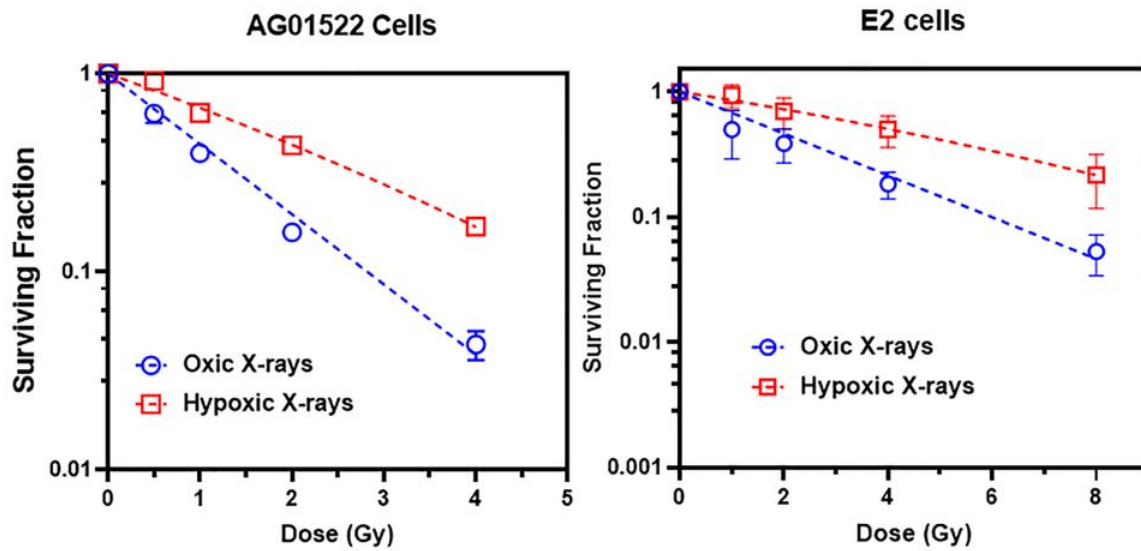 AG01522 Cells
Surviving Fraction
1
0.1
0.01
Oxic X-rays
Hypoxic X-rays
0 1 2 3 4 5
Dose (Gy)
E2 cells
Surviving Fraction
1
0.1
0.01
0.001
Oxic X-rays
Hypoxic X-rays
0 2 4 6 8
Dose (Gy)